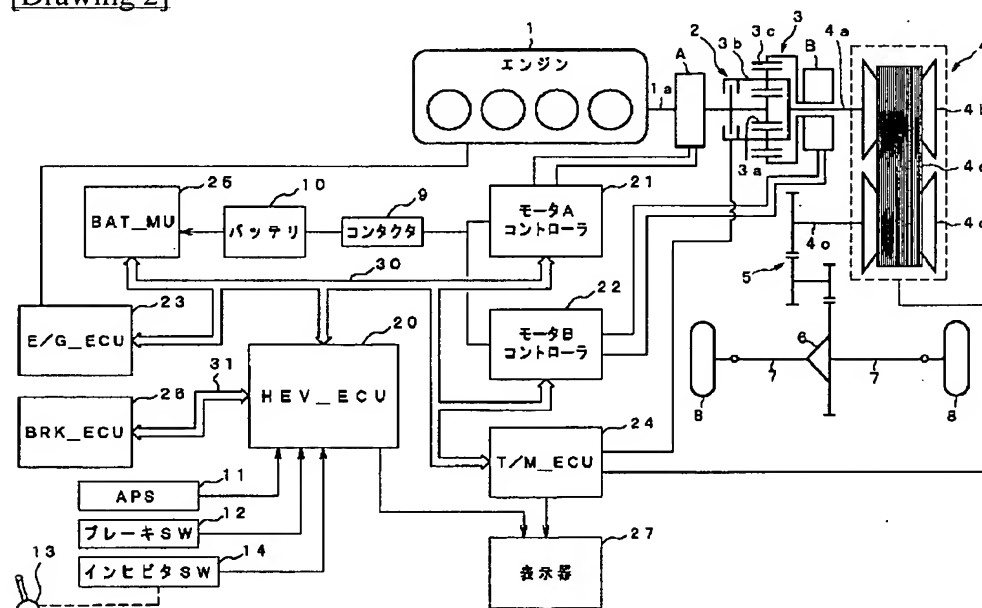 [Drawing 2]
1
エンジン
1a
A
2
3b
3c
3
B
4a
4
4b
3a
4c
5
6
7
7
8
8
25
BAT_MU
10
バッテリ
9
コンタクタ
21
モータA
コントローラ
30
23
E/G_ECU
20
HEV_ECU
22
モータB
コントローラ
31
26
BRK_ECU
24
T/M_ECU
11
APS
12
ブレーキSW
14
インヒビタSW
13
27
表示器